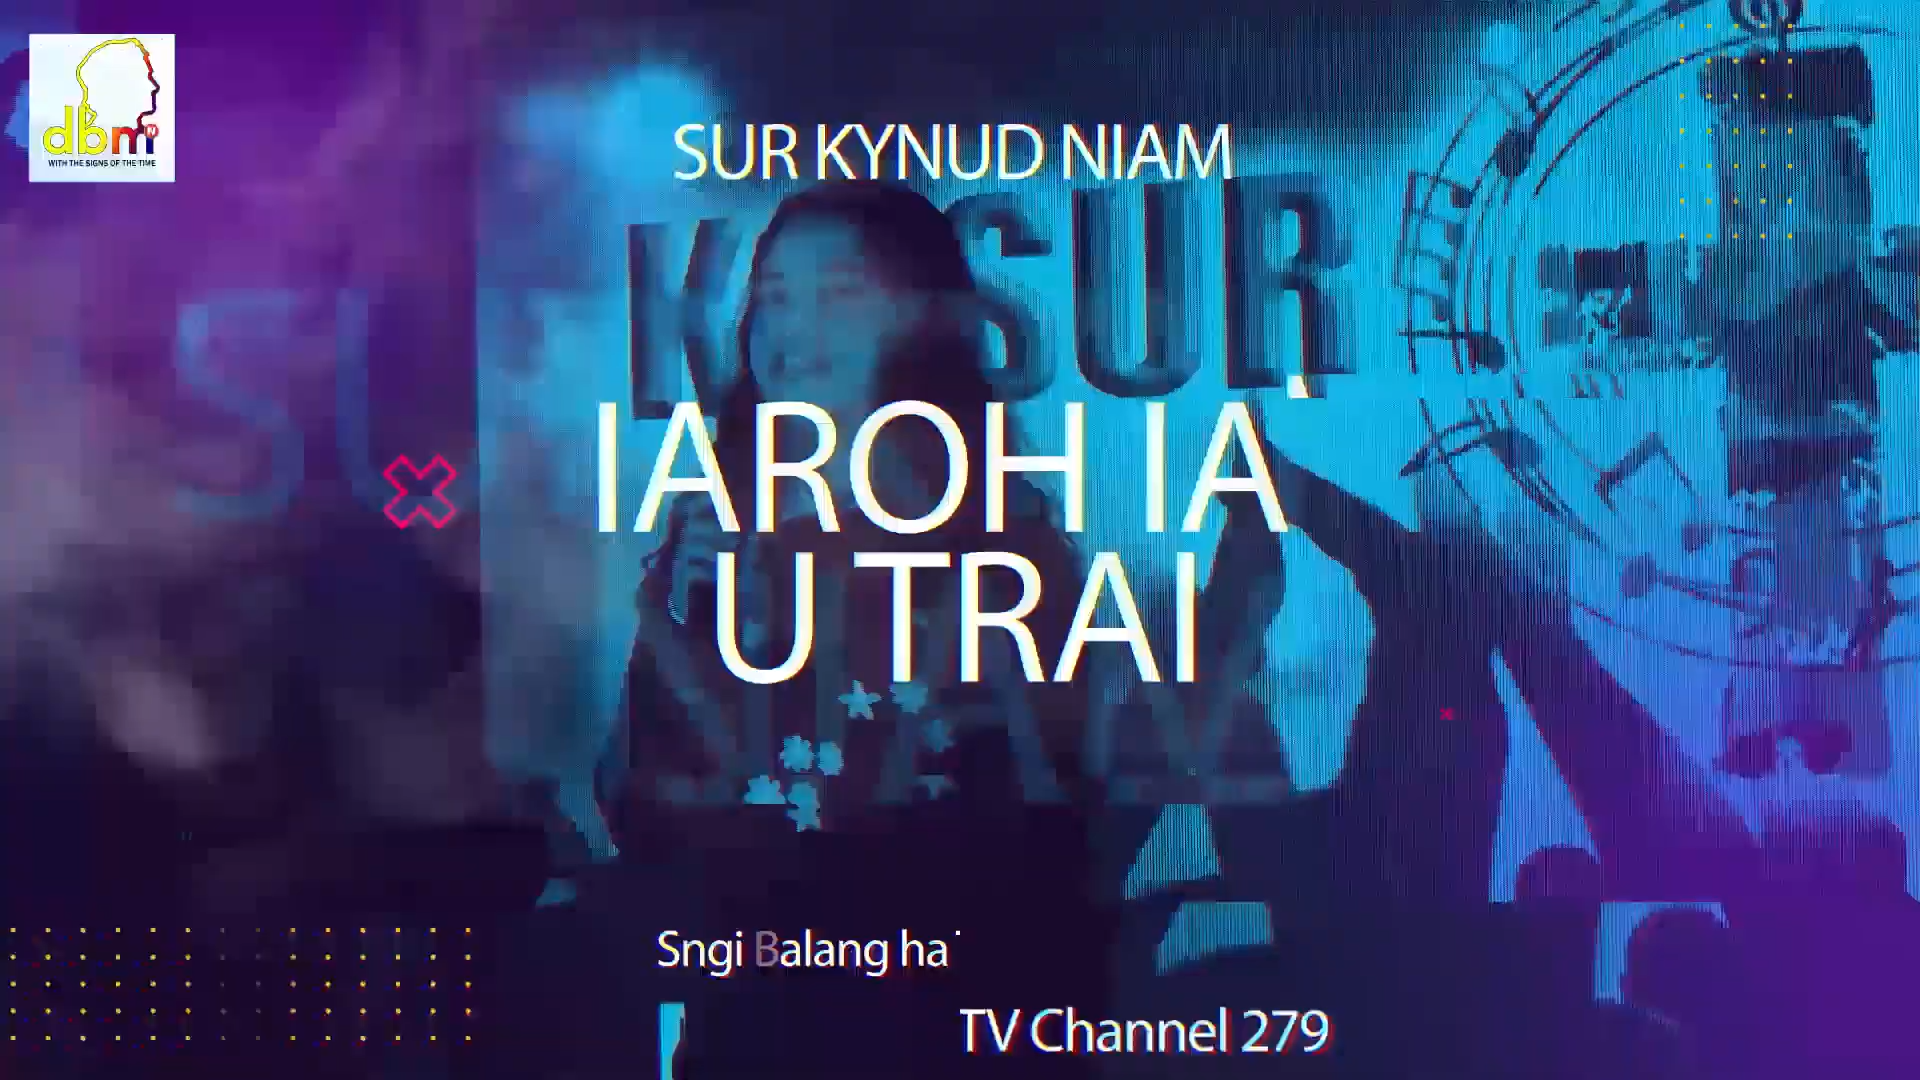 dbm
WITH THE SIGNS OF THE TIME
SUR KYNUD NIAM
SUR
IAROH IA
U TRAI
Sngi Balang ha
TV Channel 279